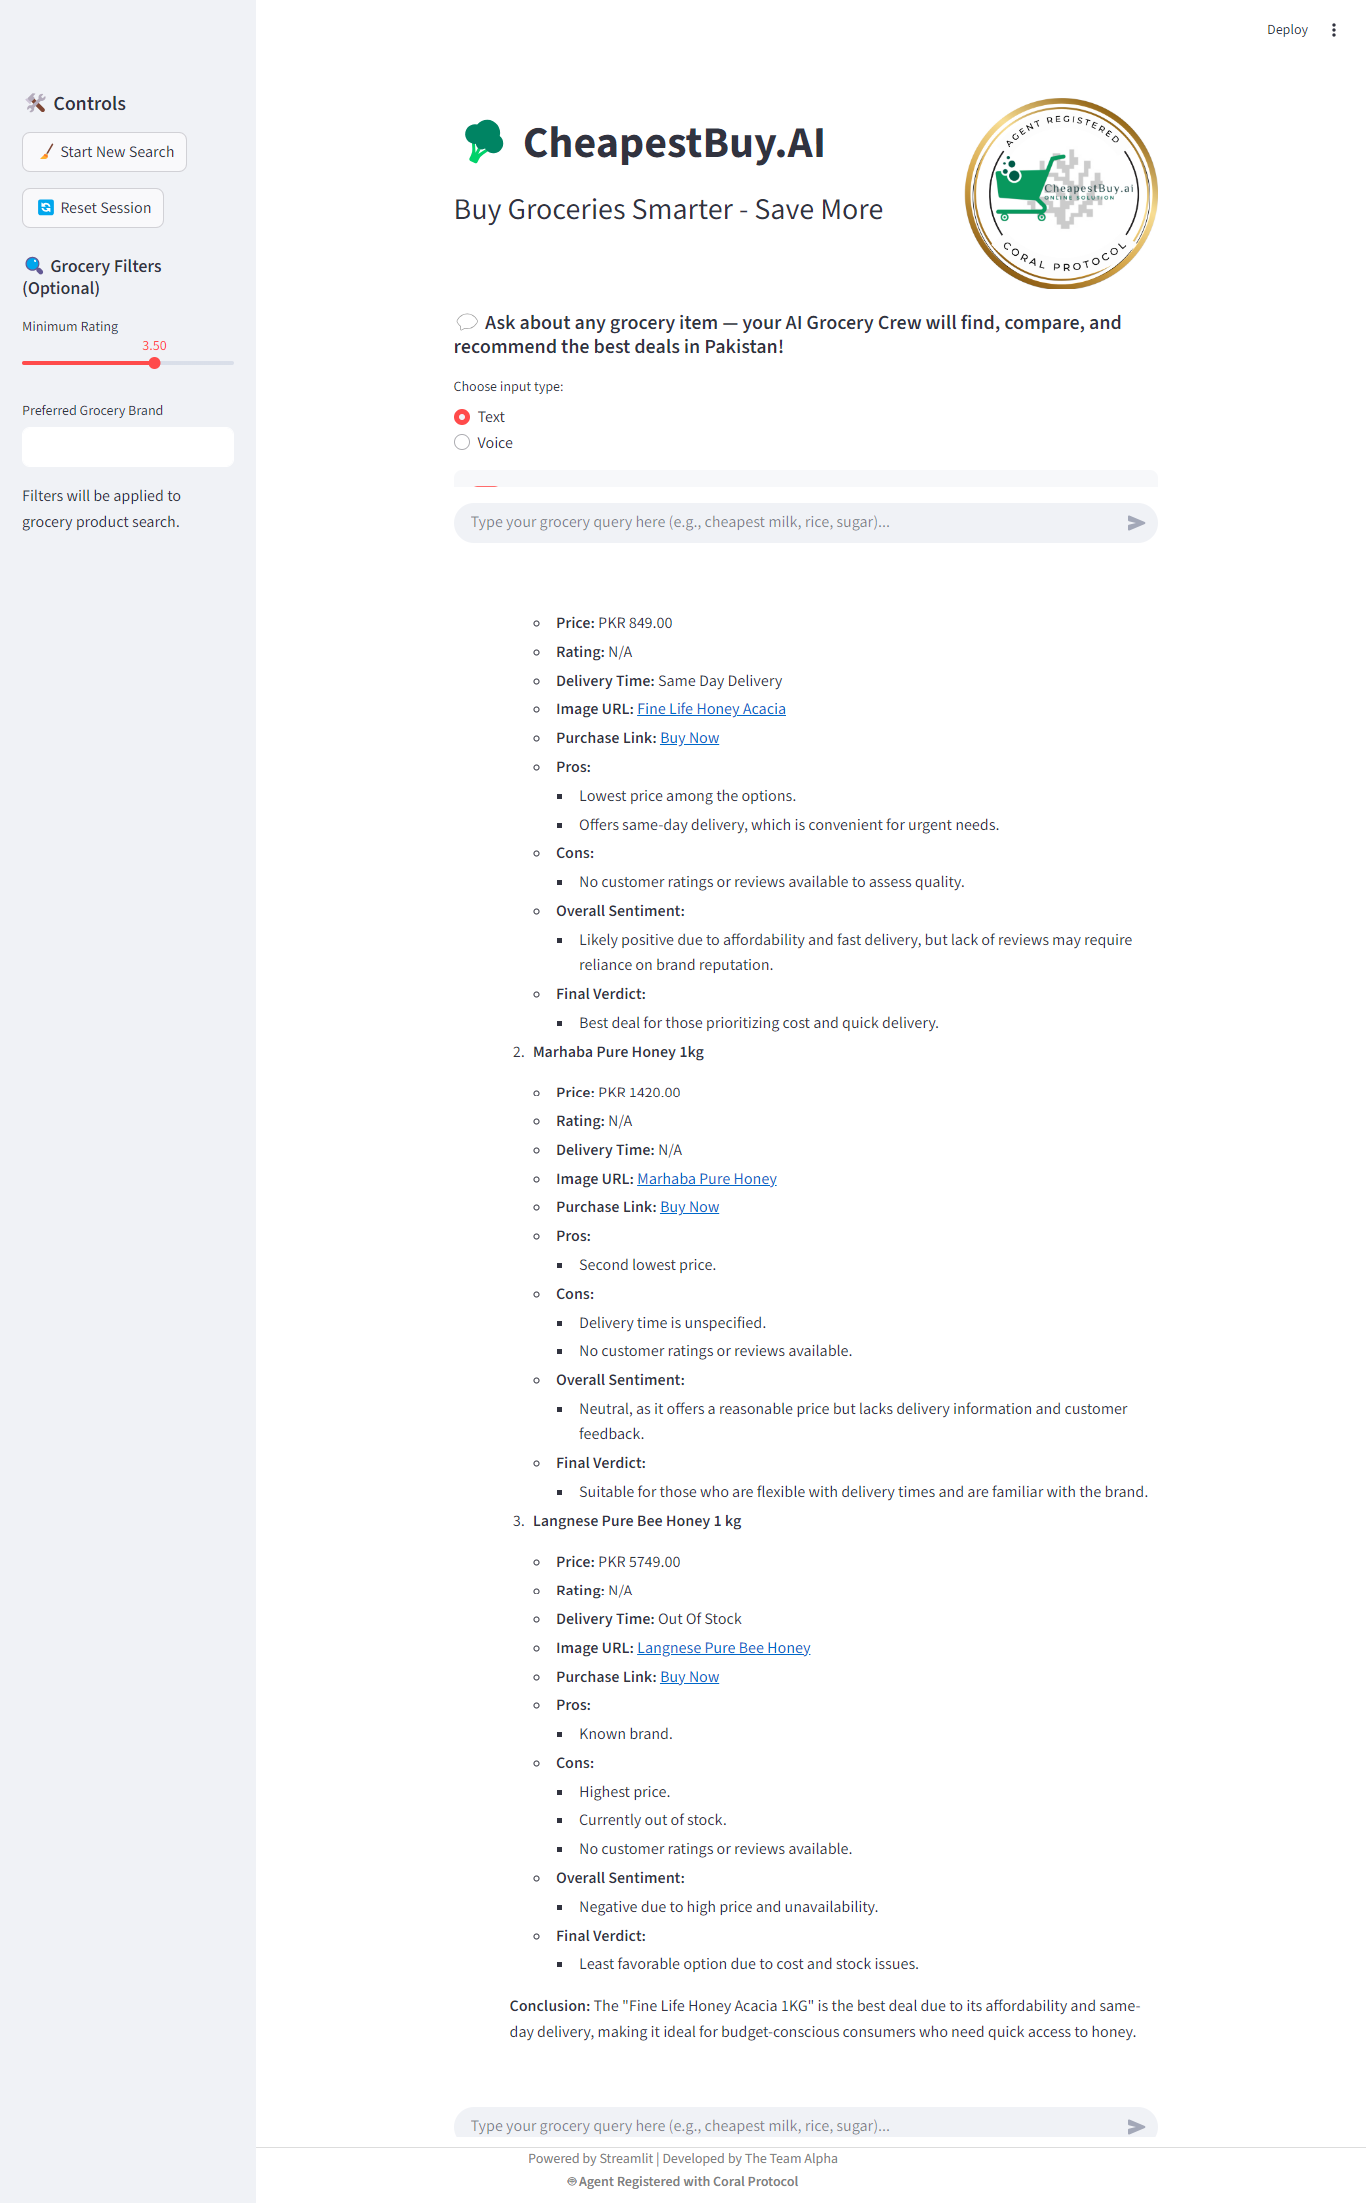 Deploy
Controls
Start New Search
Reset Session
Grocery Filters
(Optional)
Minimum Rating
3.50
Preferred Grocery Brand
Filters will be applied to
grocery product search.
CheapestBuy.AI
Buy Groceries Smarter - Save More
AGENT REGISTERED
CheapestBuy.ai
ONLINE SOLUTION
CORAL PROTOCOL
Ask about any grocery item — your AI Grocery Crew will find, compare, and
recommend the best deals in Pakistan!
Choose input type:
Text
Voice
Type your grocery query here (e.g., cheapest milk, rice, sugar)...
Price: PKR 849.00
Rating: N/A
Delivery Time: Same Day Delivery
Image URL: Fine Life Honey Acacia
Purchase Link: Buy Now
Pros:
Lowest price among the options.
Offers same-day delivery, which is convenient for urgent needs.
Cons:
No customer ratings or reviews available to assess quality.
Overall Sentiment:
Likely positive due to affordability and fast delivery, but lack of reviews may require
reliance on brand reputation.
Final Verdict:
Best deal for those prioritizing cost and quick delivery.
2. Marhaba Pure Honey 1kg
Price: PKR 1420.00
Rating: N/A
Delivery Time: N/A
Image URL: Marhaba Pure Honey
Purchase Link: Buy Now
Pros:
Second lowest price.
Cons:
Delivery time is unspecified.
No customer ratings or reviews available.
Overall Sentiment:
Neutral, as it offers a reasonable price but lacks delivery information and customer
feedback.
Final Verdict:
Suitable for those who are flexible with delivery times and are familiar with the brand.
3. Langnese Pure Bee Honey 1 kg
Price: PKR 5749.00
Rating: N/A
Delivery Time: Out Of Stock
Image URL: Langnese Pure Bee Honey
Purchase Link: Buy Now
Pros:
Known brand.
Cons:
Highest price.
Currently out of stock.
No customer ratings or reviews available.
Overall Sentiment:
Negative due to high price and unavailability.
Final Verdict:
Least favorable option due to cost and stock issues.
Conclusion: The "Fine Life Honey Acacia 1KG" is the best deal due to its affordability and same-
day delivery, making it ideal for budget-conscious consumers who need quick access to honey.
Type your grocery query here (e.g., cheapest milk, rice, sugar)...
Powered by Streamlit | Developed by The Team Alpha
Agent Registered with Coral Protocol